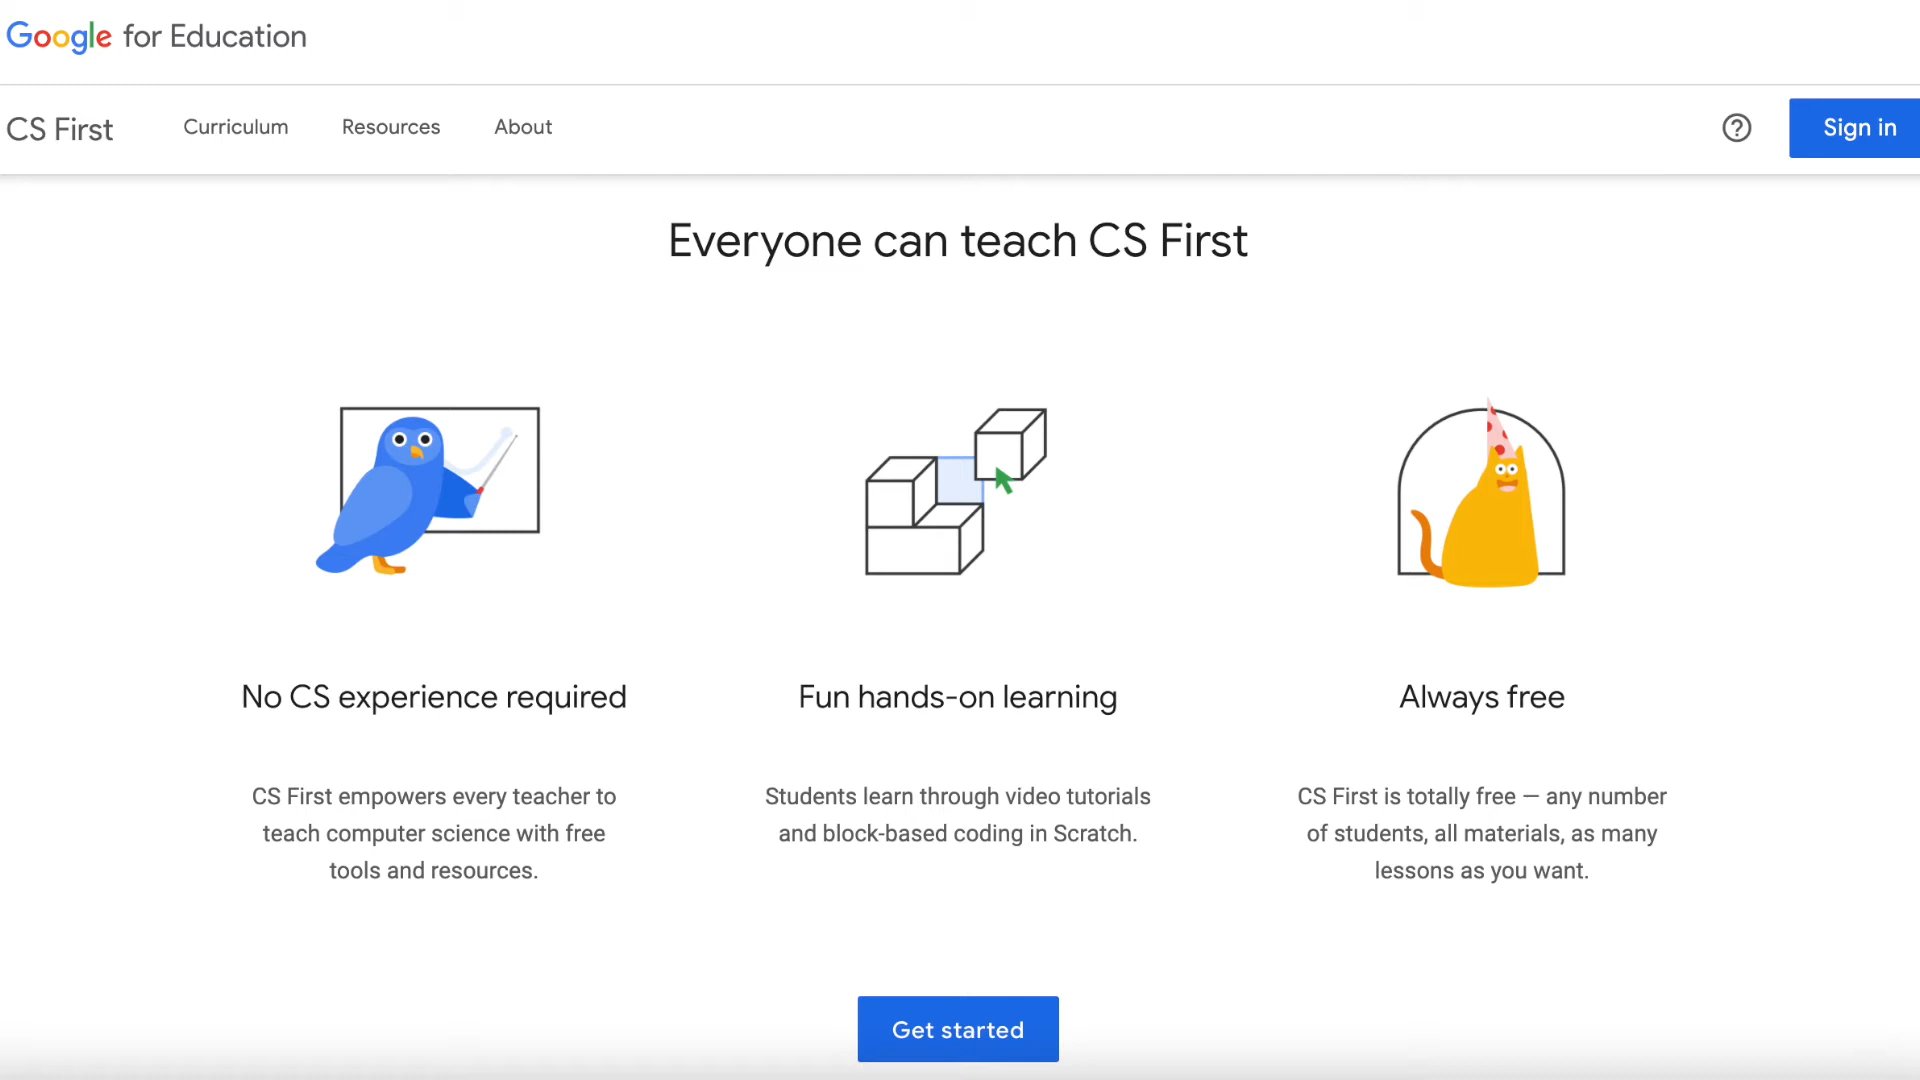 Google for Education
CS First
Curriculum
Resources
About
Sign in
Everyone can teach CS First
No CS experience required
CS First empowers every teacher to
teach computer science with free
tools and resources.
Fun hands-on learning
Students learn through video tutorials
and block-based coding in Scratch.
Always free
CS First is totally free — any number
of students, all materials, as many
lessons as you want.
Get started